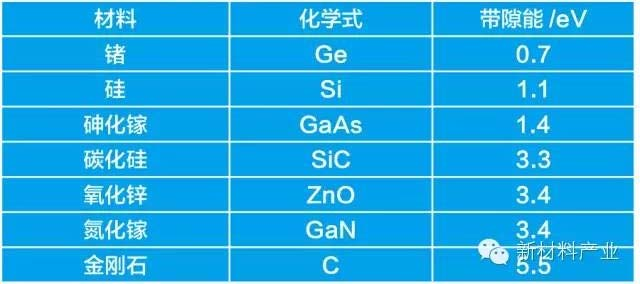 材料 化学式 带隙能 /eV
锗 Ge 0.7
硅 Si 1.1
砷化镓 GaAs 1.4
碳化硅 SiC 3.3
氧化锌 ZnO 3.4
氮化镓 GaN 3.4
金刚石 C 5.5
新材料产业